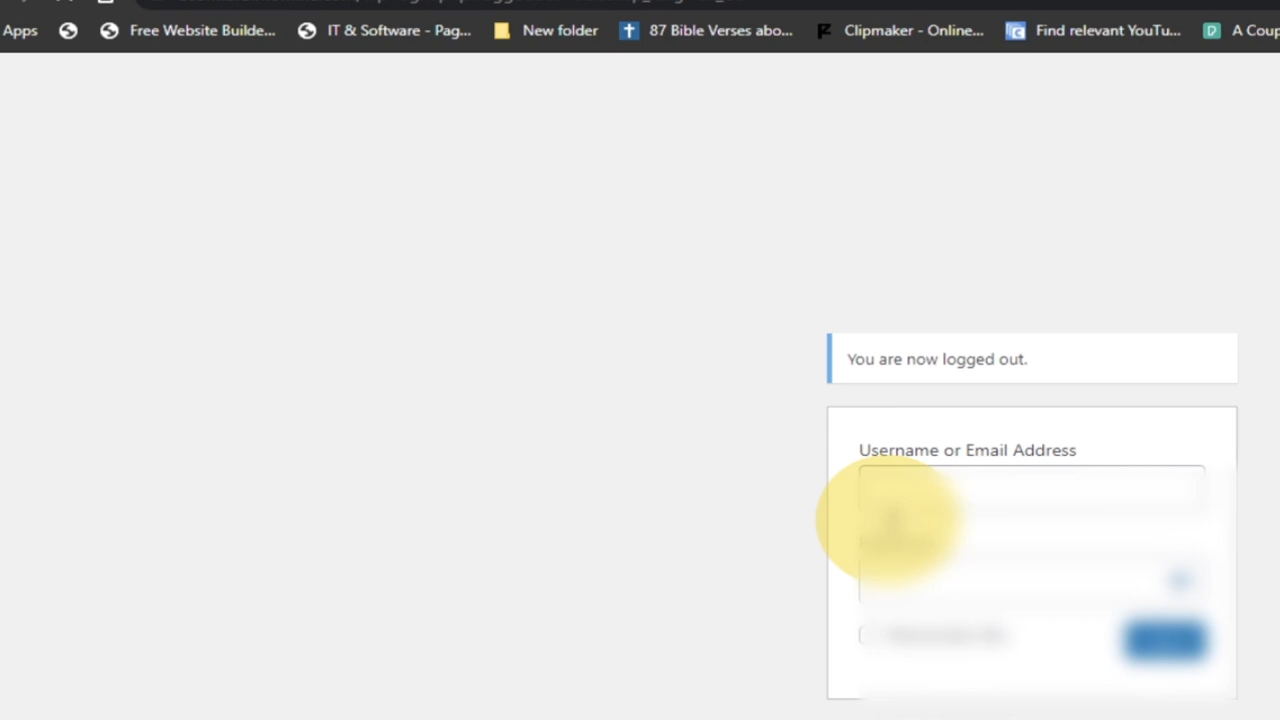 Apps Free Website Builde... IT & Software - Pag... New folder 87 Bible Verses abo... Clipmaker - Online... Find relevant YouTu... A Coup
You are now logged out.
Username or Email Address